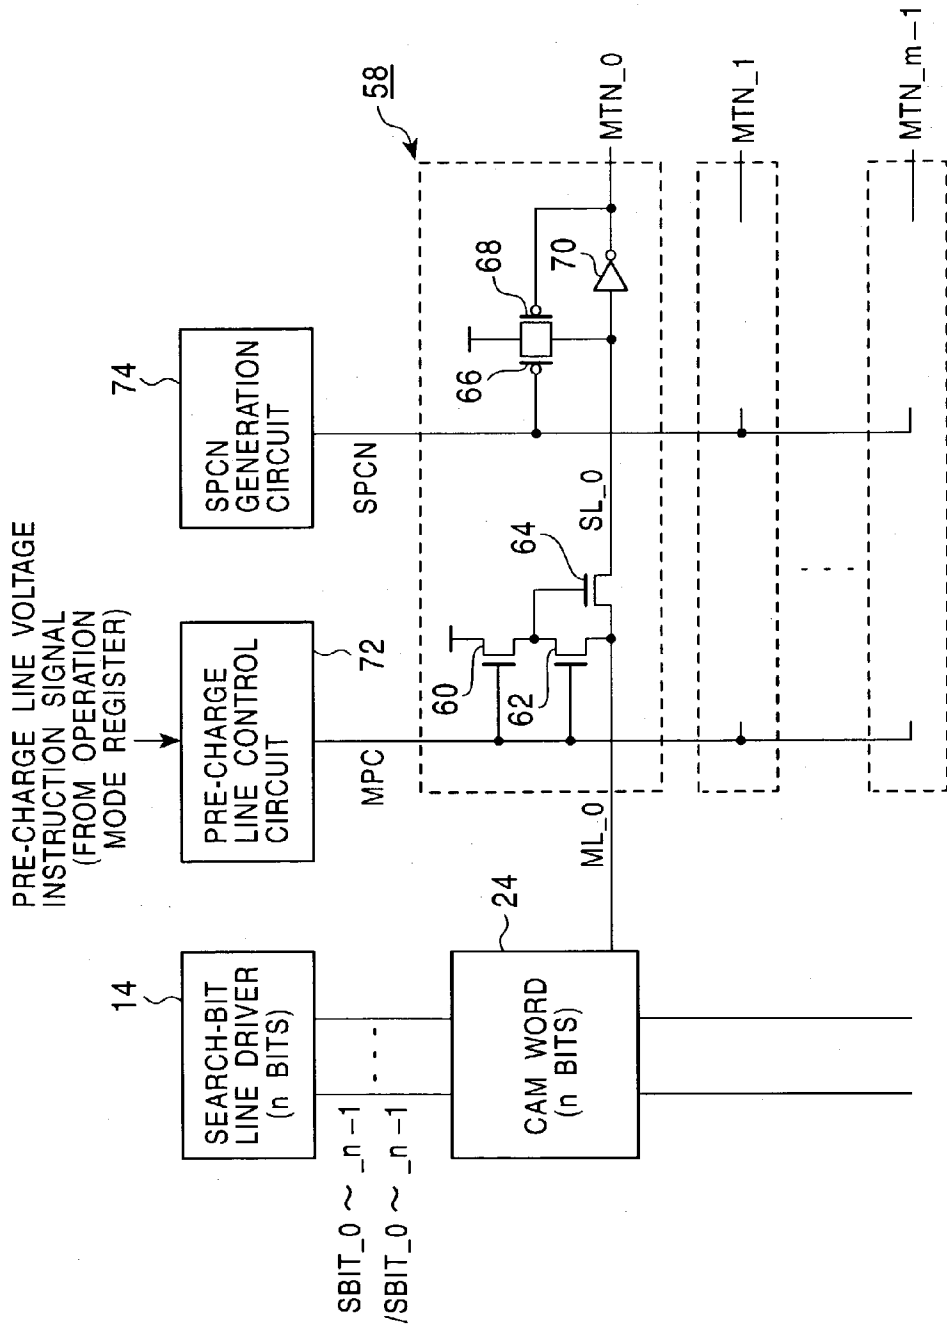 PRE-CHARGE LINE VOLTAGE
INSTRUCTION SIGNAL
(FROM OPERATION
MODE REGISTER)
14
SEARCH-BIT
LINE DRIVER
(n BITS)
PRE-CHARGE
LINE CONTROL
CIRCUIT
72
74
SPCN
GENERATION
CIRCUIT
SBIT_0 ~ _n-1
/SBIT_0 ~ _n-1
MPC
SPCN
58
24
CAM WORD
(n BITS)
ML_0
60
62
64
SL_0
66
68
70
MTN_0
MTN_1
MTN_m-1